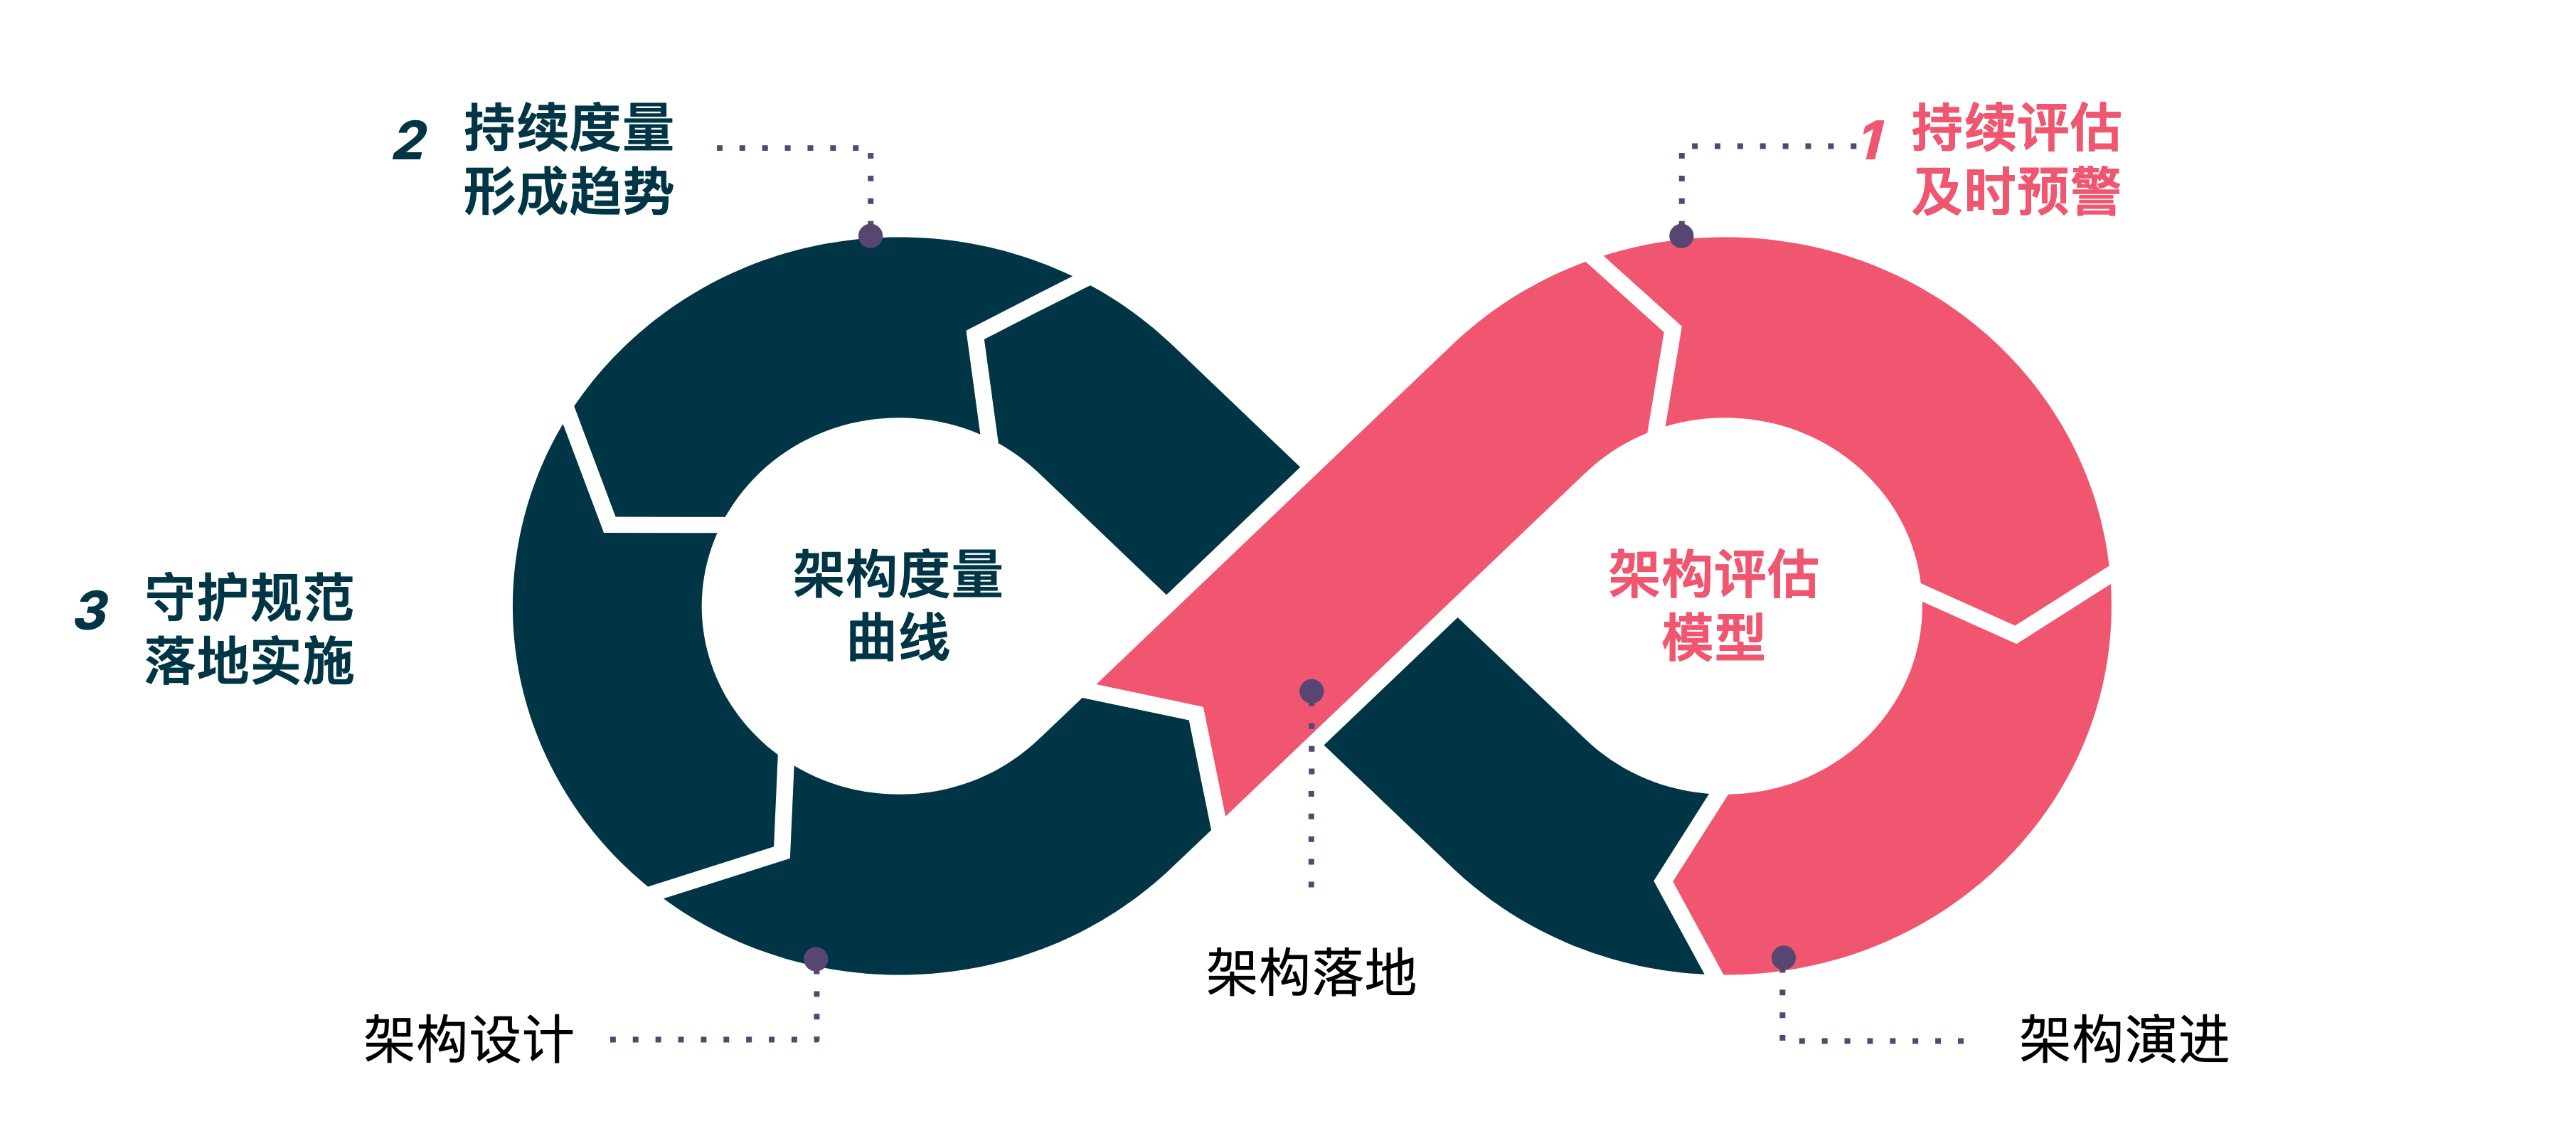 2 持续度量
形成趋势
1 持续评估
及时预警
3 守护规范
落地实施
架构度量
曲线
架构评估
模型
架构设计
架构落地
架构演进